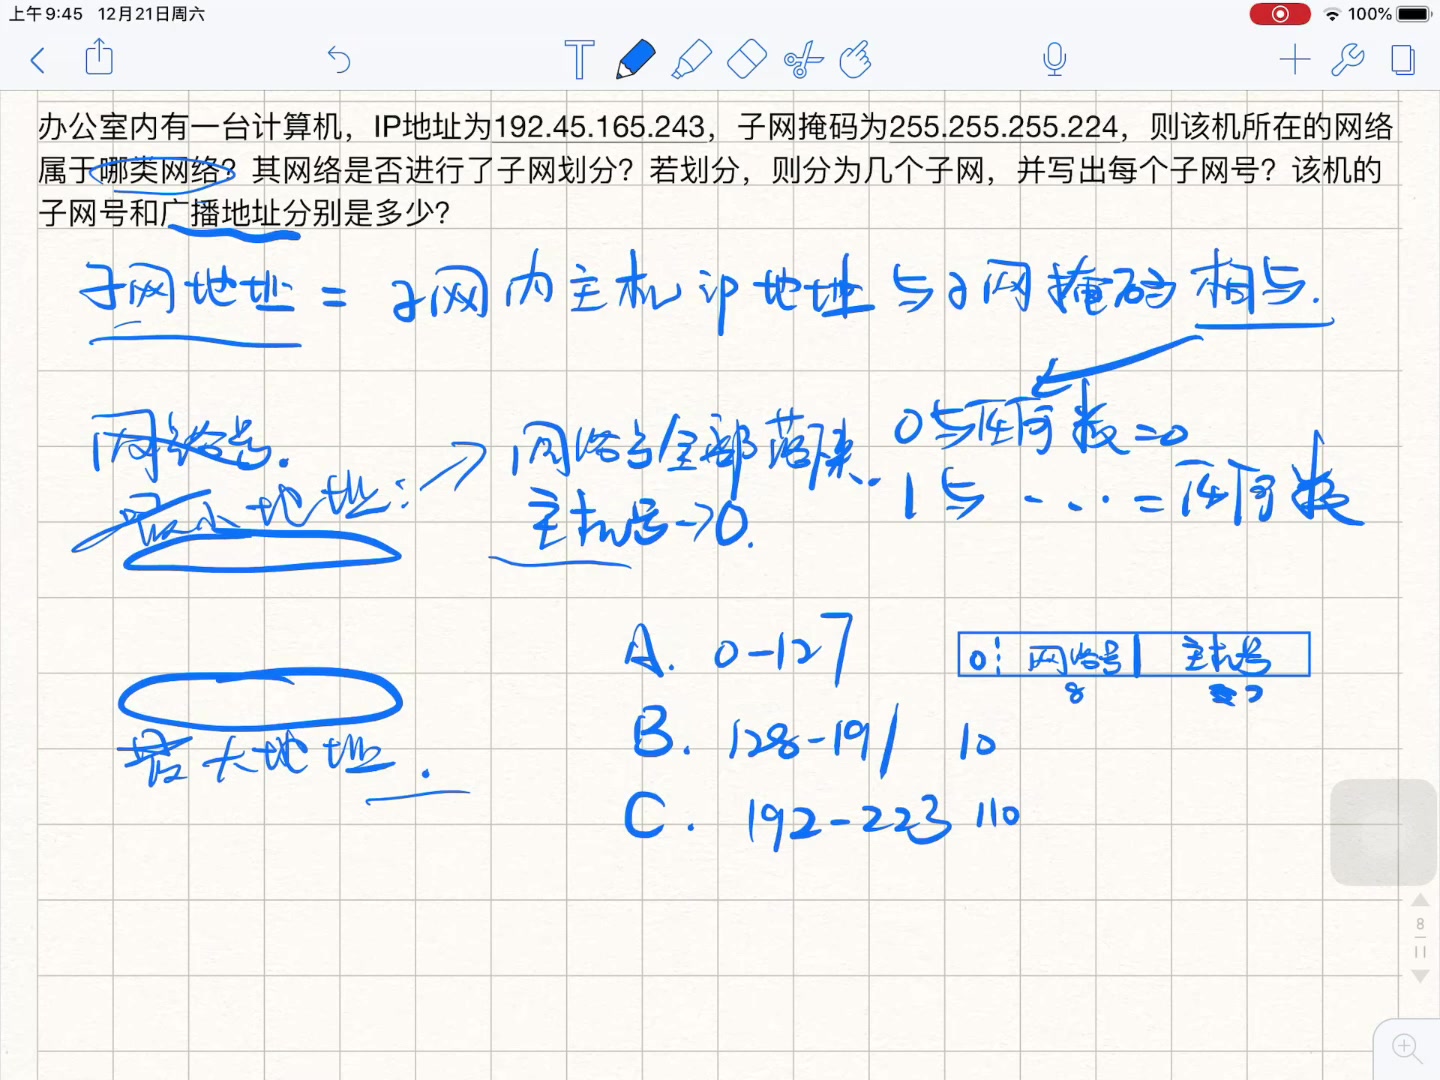 上午9:45 12月21日周六
100%
T
办公室内有一台计算机，IP地址为192.45.165.243，子网掩码为255.255.255.224，则该机所在的网络
属于哪类网络？其网络是否进行了子网划分？若划分，则分为几个子网，并写出每个子网号？该机的
子网号和广播地址分别是多少？
子网地址 = 子网内主机ip地址与子网掩码相与.
网络号.
最小地址:
网络号全部落课.
主机号→0.
0与任何数=0
1与 ... = 任何数
A. 0-127
0 网络号 主机号
8
B. 128-191 10
最大地址.
C. 192-223 110
8
11